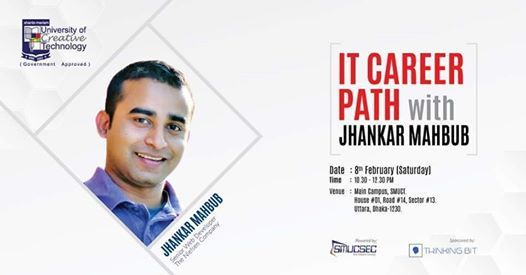 shanto-mariam
University of
Creative
Technology
( Government Approved )
JHANKAR MAHBUB
Senior Web Developer
The Nielsen Company
IT CAREER
PATH with
JHANKAR MAHBUB
Date : 8th February (Saturday)
Time : 10:30 - 12:30 PM
Venue : Main Campus, SMUCT.
House #01, Road #14, Sector #13.
Uttara, Dhaka-1230.
Powered by:
SMUCSEC
Sponsored by:
THINKING BIT